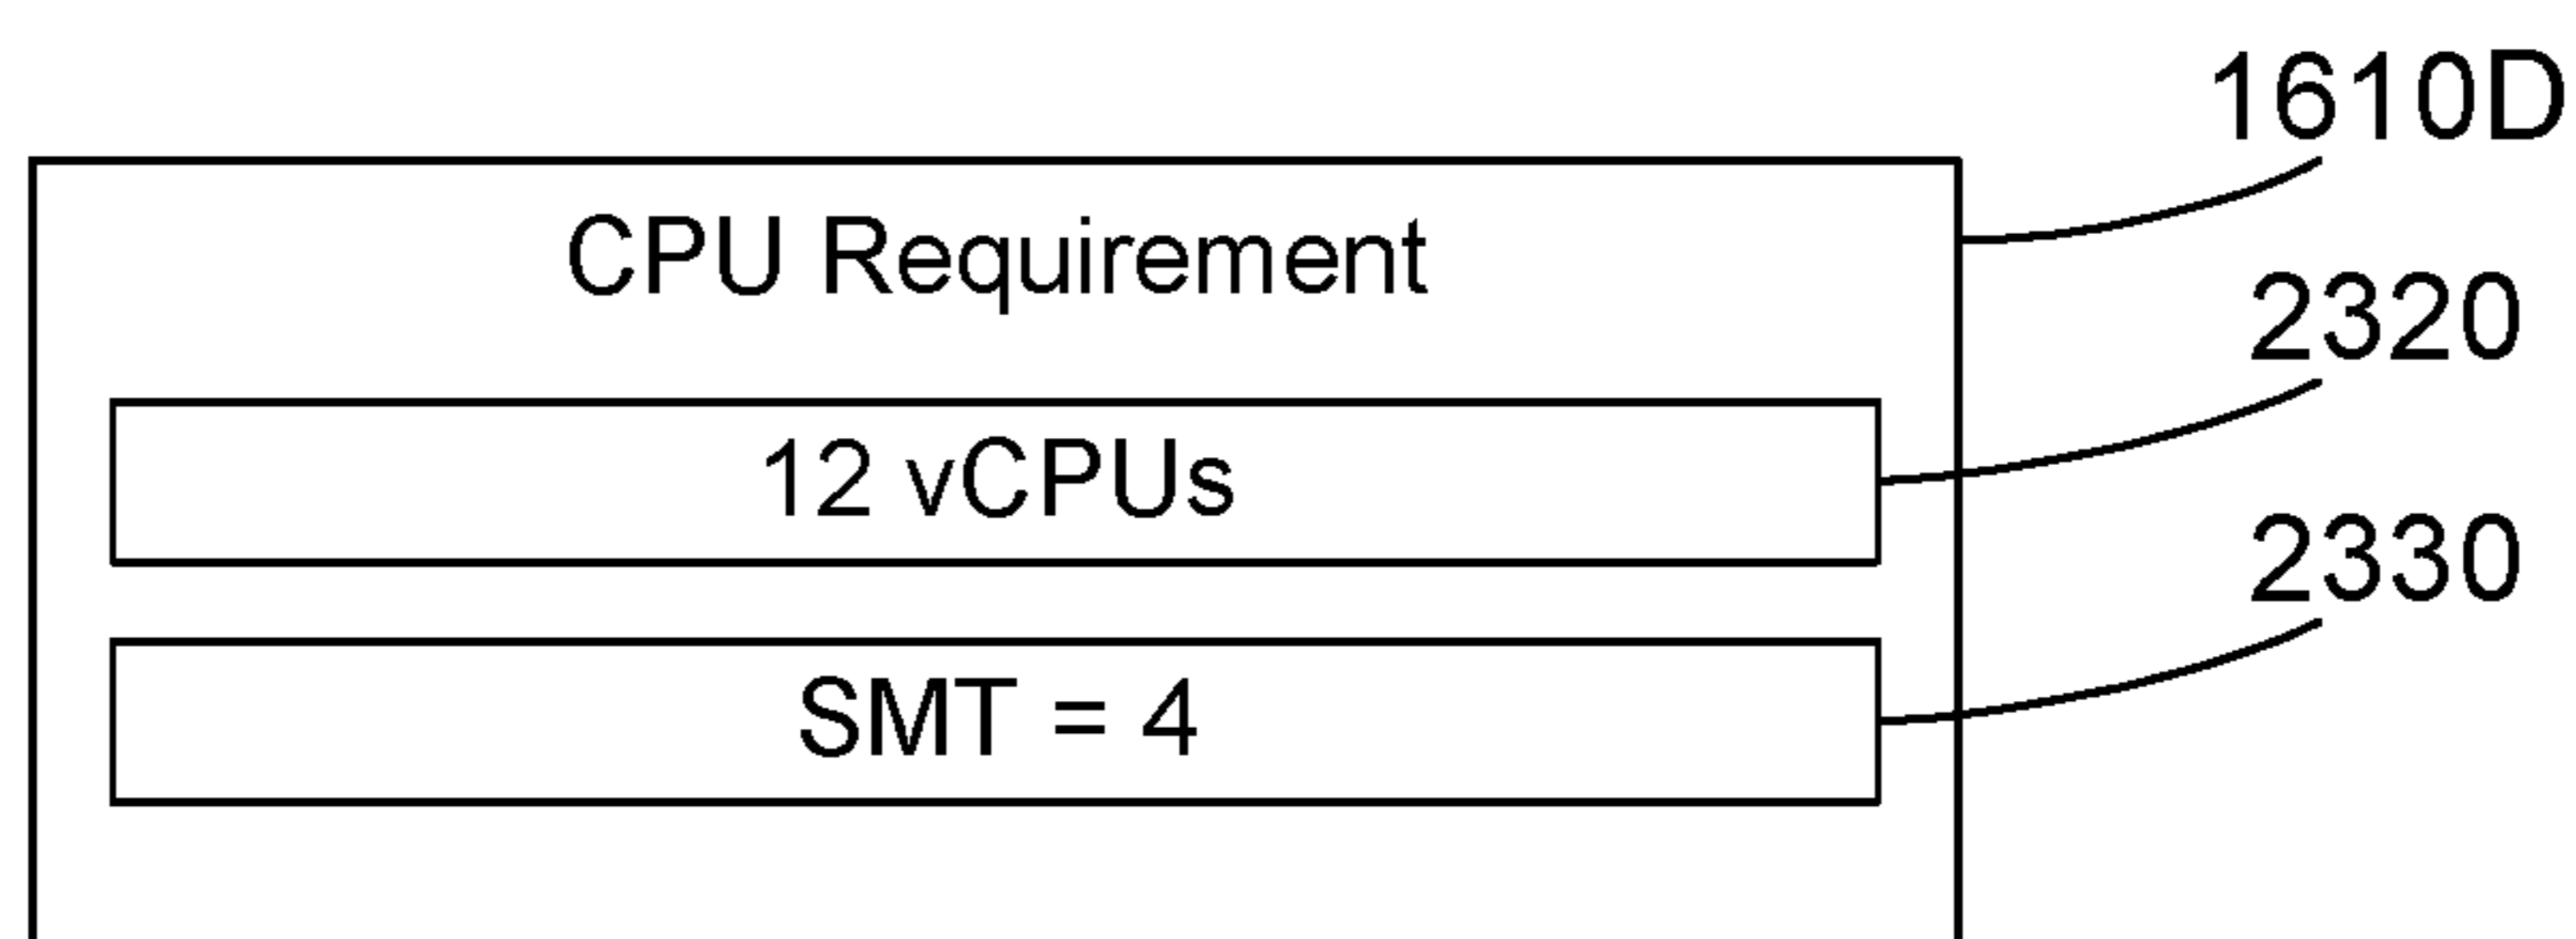 1610D
CPU Requirement
2320
12 vCPUs
2330
SMT = 4